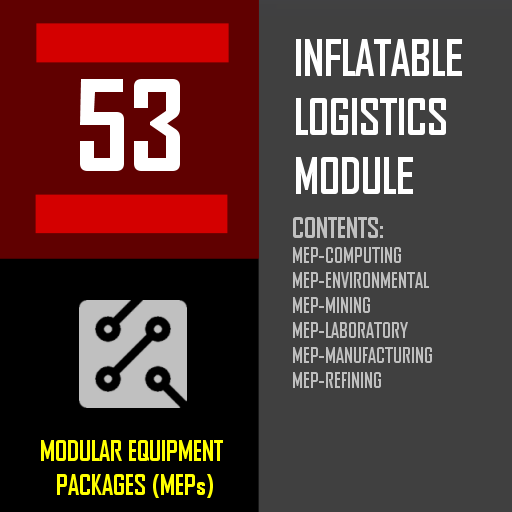 53
MODULAR EQUIPMENT
PACKAGES (MEPs)
INFLATABLE
LOGISTICS
MODULE
CONTENTS:
MEP-COMPUTING
MEP-ENVIRONMENTAL
MEP-MINING
MEP-LABORATORY
MEP-MANUFACTURING
MEP-REFINING